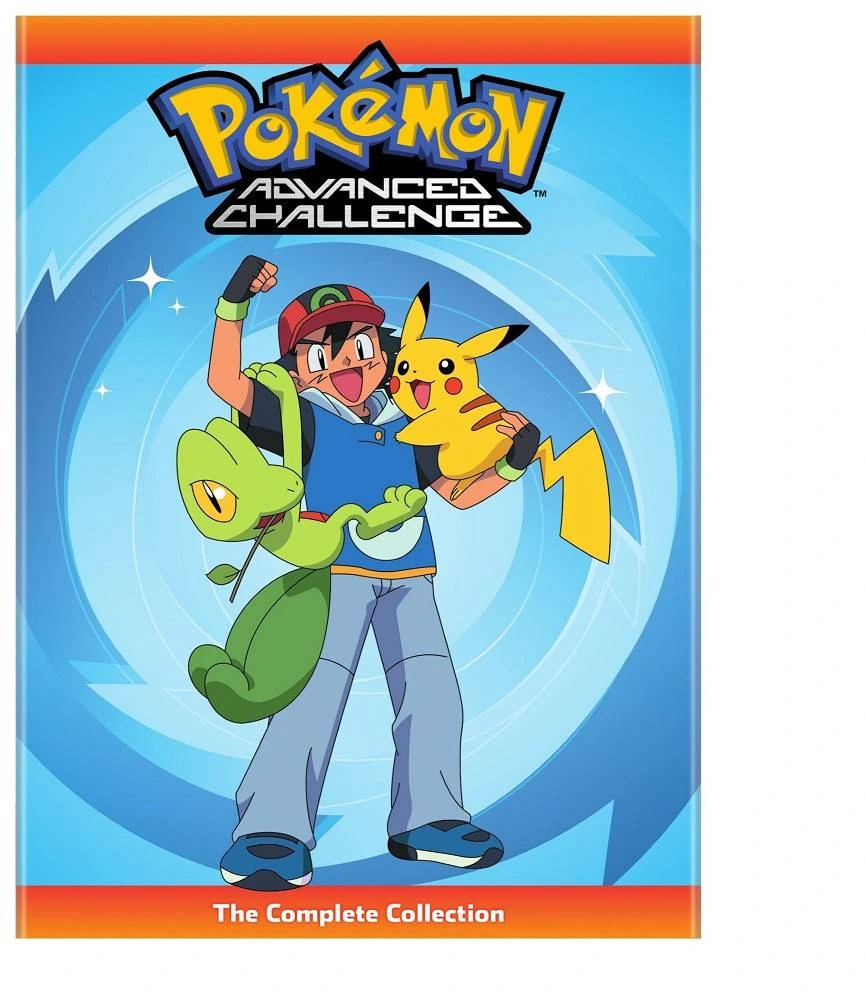 POKéMON
ADVANCED
CHALLENGE
TM
The Complete Collection